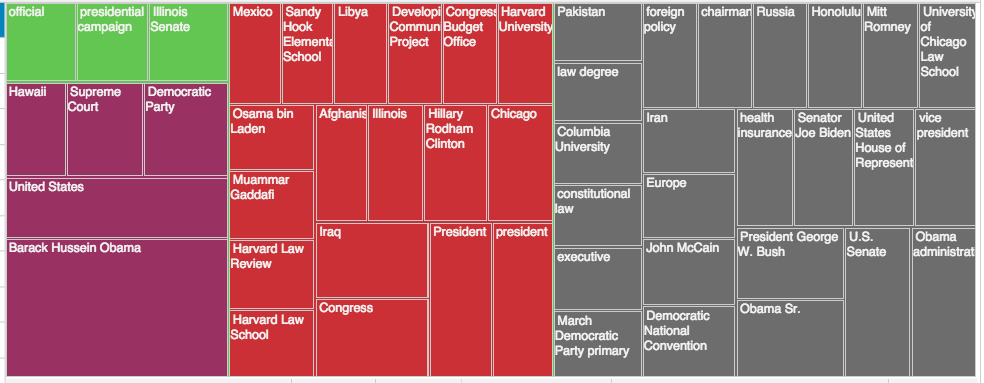 official
presidential
campaign
Illinois
Senate
Hawaii
Supreme
Court
Democratic
Party
United States
Barack Hussein Obama
Mexico
Sandy
Hook
Elementa
School
Libya
Developi
Commun
Project
Congress
Budget
Office
Harvard
University
Osama bin
Laden
Muammar
Gaddafi
Harvard Law
Review
Harvard Law
School
Afghanis
Illinois
Hillary
Rodham
Clinton
Chicago
Iraq
Congress
President
president
Pakistan
law degree
Columbia
University
constitutional
law
executive
March
Democratic
Party primary
foreign
policy
chairman
Russia
Honolulu
Mitt
Romney
University
of
Chicago
Law
School
Iran
Europe
John McCain
Democratic
National
Convention
health
insurance
Senator
Joe Biden
United
States
House of
Represent
vice
president
President George
W. Bush
Obama Sr.
U.S.
Senate
Obama
administrat